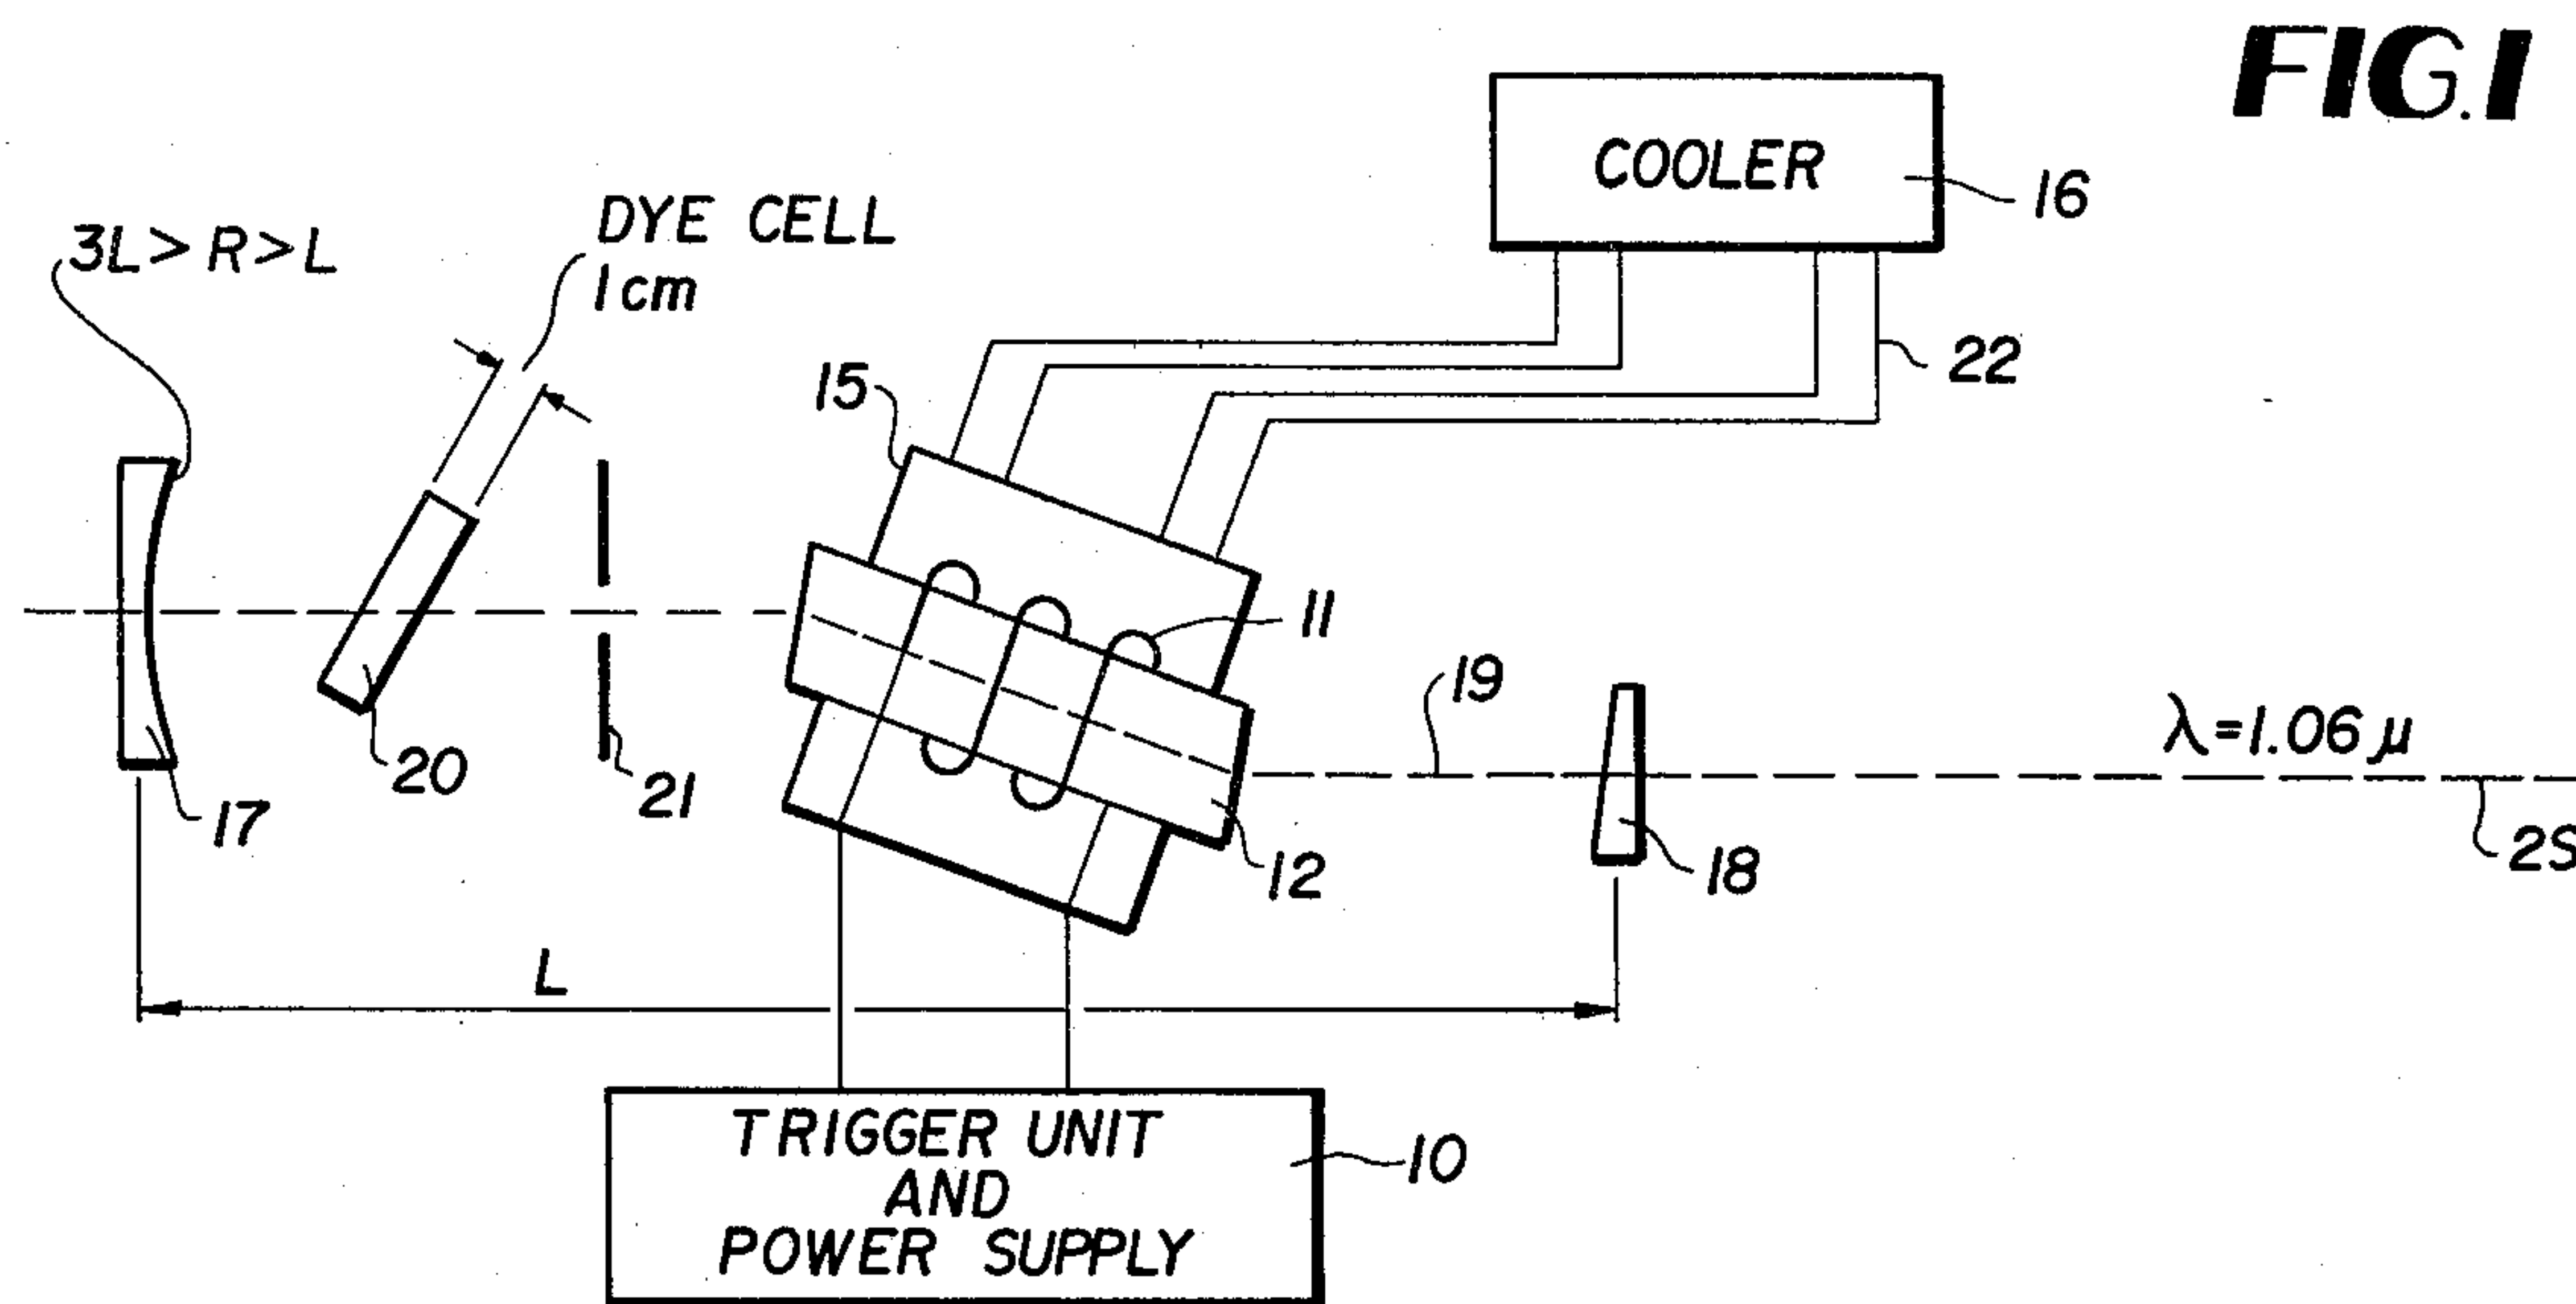 FIG.1
COOLER
16
DYE CELL
1cm
3L > R > L
22
15
11
19
λ=1.06 μ
20
21
17
12
18
L
TRIGGER UNIT
AND
POWER SUPPLY
10